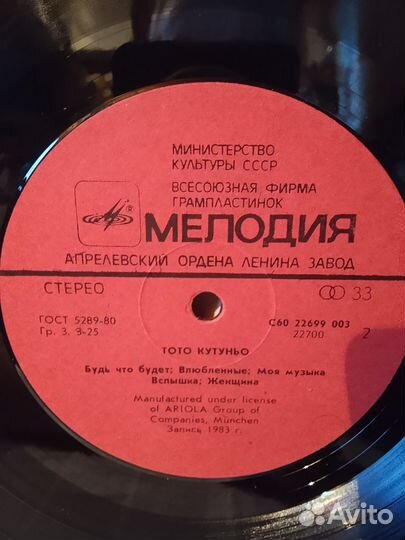 МИНИСТЕРСТВО
КУЛЬТУРЫ СССР
ВСЕСОЮЗНАЯ ФИРМА
ГРАМПЛАСТИНОК
®
МЕЛОДИЯ
АПРЕЛЕВСКИЙ ОРДЕНА ЛЕНИНА ЗАВОД
СТЕРЕО
33
ГОСТ 5289-80
С60 22699 003
Гр. 3. 3-25
22700 2
ТОТО КУТУНЬО
Будь что будет; Влюбленные; Моя музыка
Вспышка; Женщина
Manufactured under license
of ARIOLA Group of
Companies, München
Запись 1983 г.
Avito